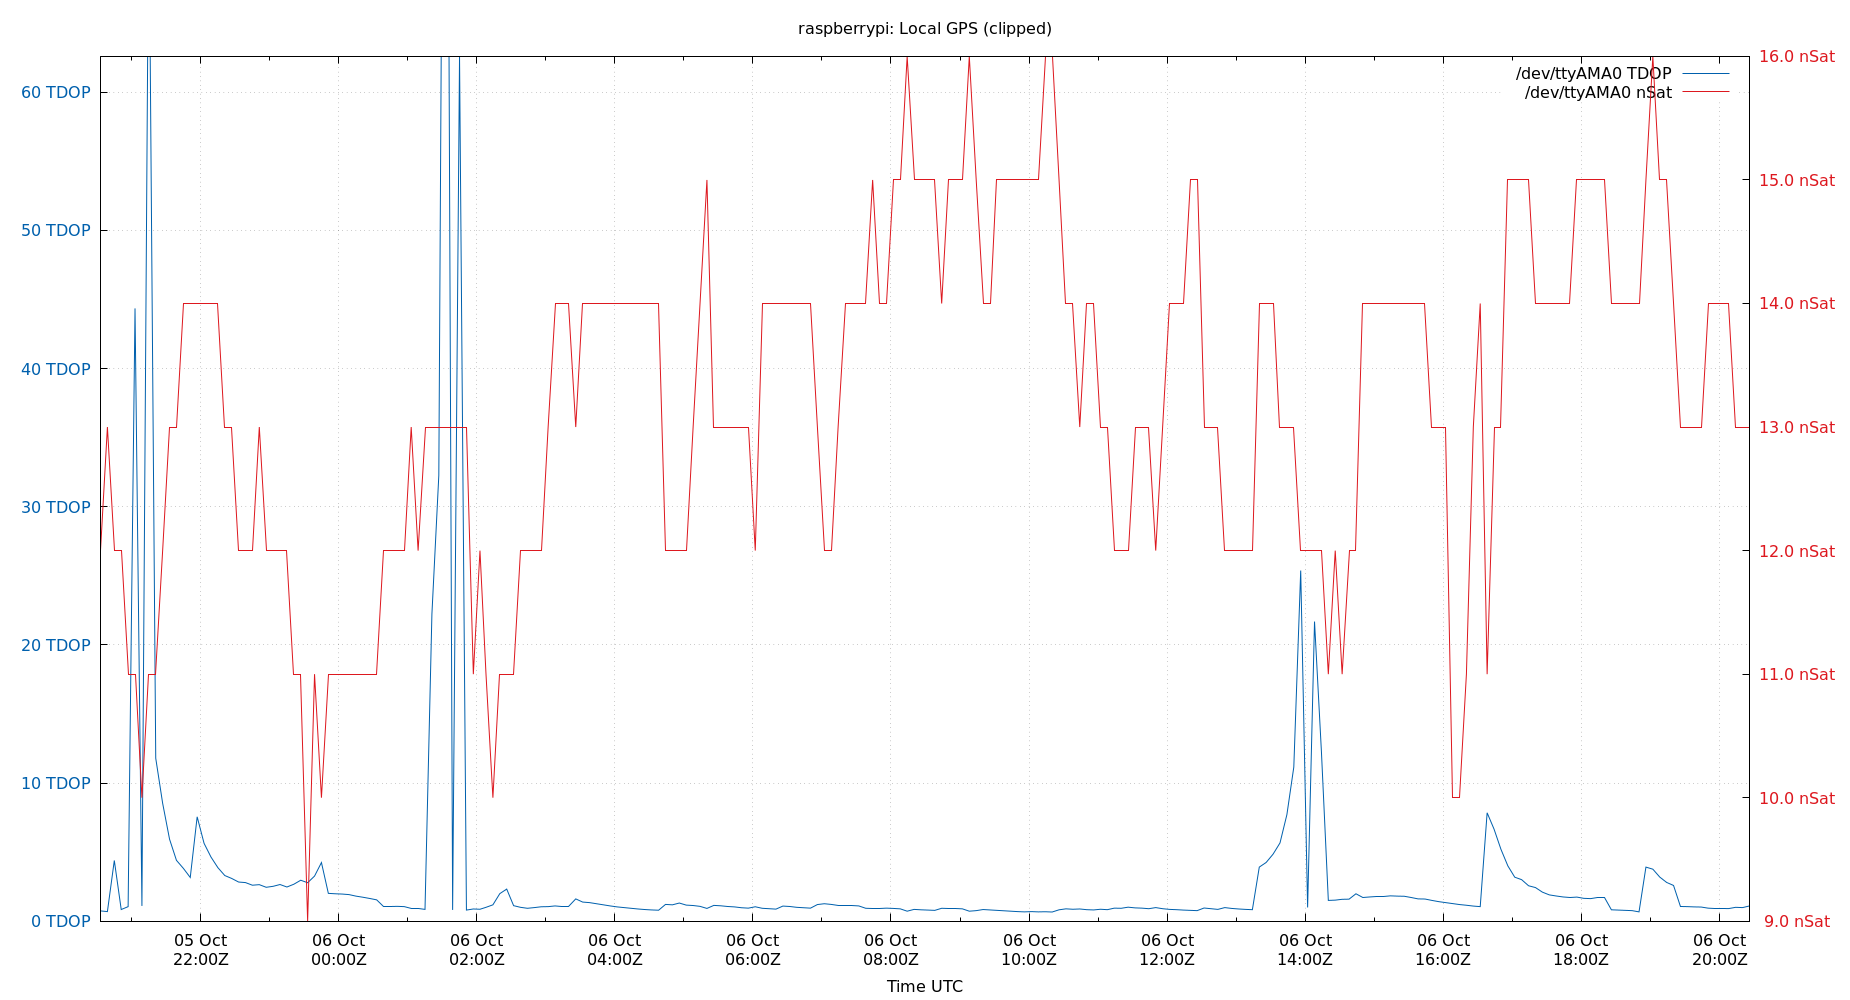 raspberrypi: Local GPS (clipped)
/dev/ttyAMA0 TDOP
/dev/ttyAMA0 nSat
60 TDOP
50 TDOP
40 TDOP
30 TDOP
20 TDOP
10 TDOP
0 TDOP
16.0 nSat
15.0 nSat
14.0 nSat
13.0 nSat
12.0 nSat
11.0 nSat
10.0 nSat
9.0 nSat
05 Oct 06 Oct 06 Oct 06 Oct 06 Oct 06 Oct 06 Oct 06 Oct 06 Oct 06 Oct 06 Oct 06 Oct
22:00Z 00:00Z 02:00Z 04:00Z 06:00Z 08:00Z 10:00Z 12:00Z 14:00Z 16:00Z 18:00Z 20:00Z
Time UTC